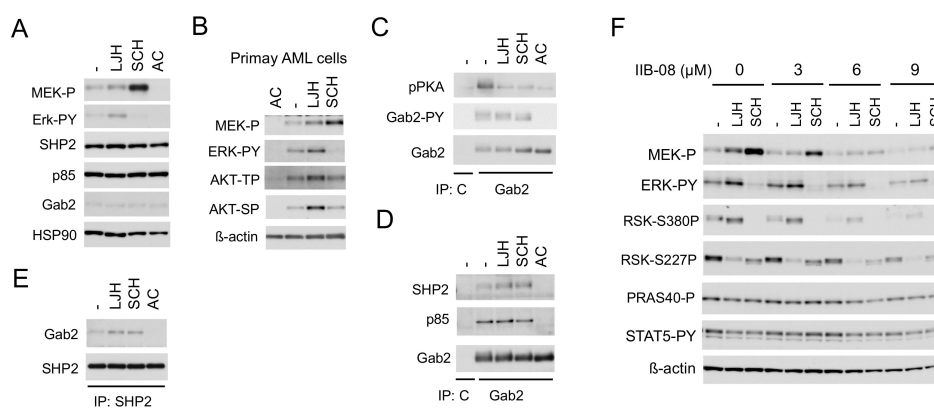 A
-
LJH
SCH
AC
MEK-P
Erk-PY
SHP2
p85
Gab2
HSP90
B
Primay AML cells
AC
-
LJH
SCH
MEK-P
ERK-PY
AKT-TP
AKT-SP
ß-actin
C
-
-
LJH
SCH
AC
pPKA
Gab2-PY
Gab2
IP: C
Gab2
D
-
-
LJH
SCH
AC
SHP2
p85
Gab2
IP: C
Gab2
E
-
LJH
SCH
AC
Gab2
SHP2
IP: SHP2
F
IIB-08 (µM)
0 3 6 9
- LJH SCH - LJH SCH - LJH SCH - LJH SCH
MEK-P
ERK-PY
RSK-S380P
RSK-S227P
PRAS40-P
STAT5-PY
ß-actin